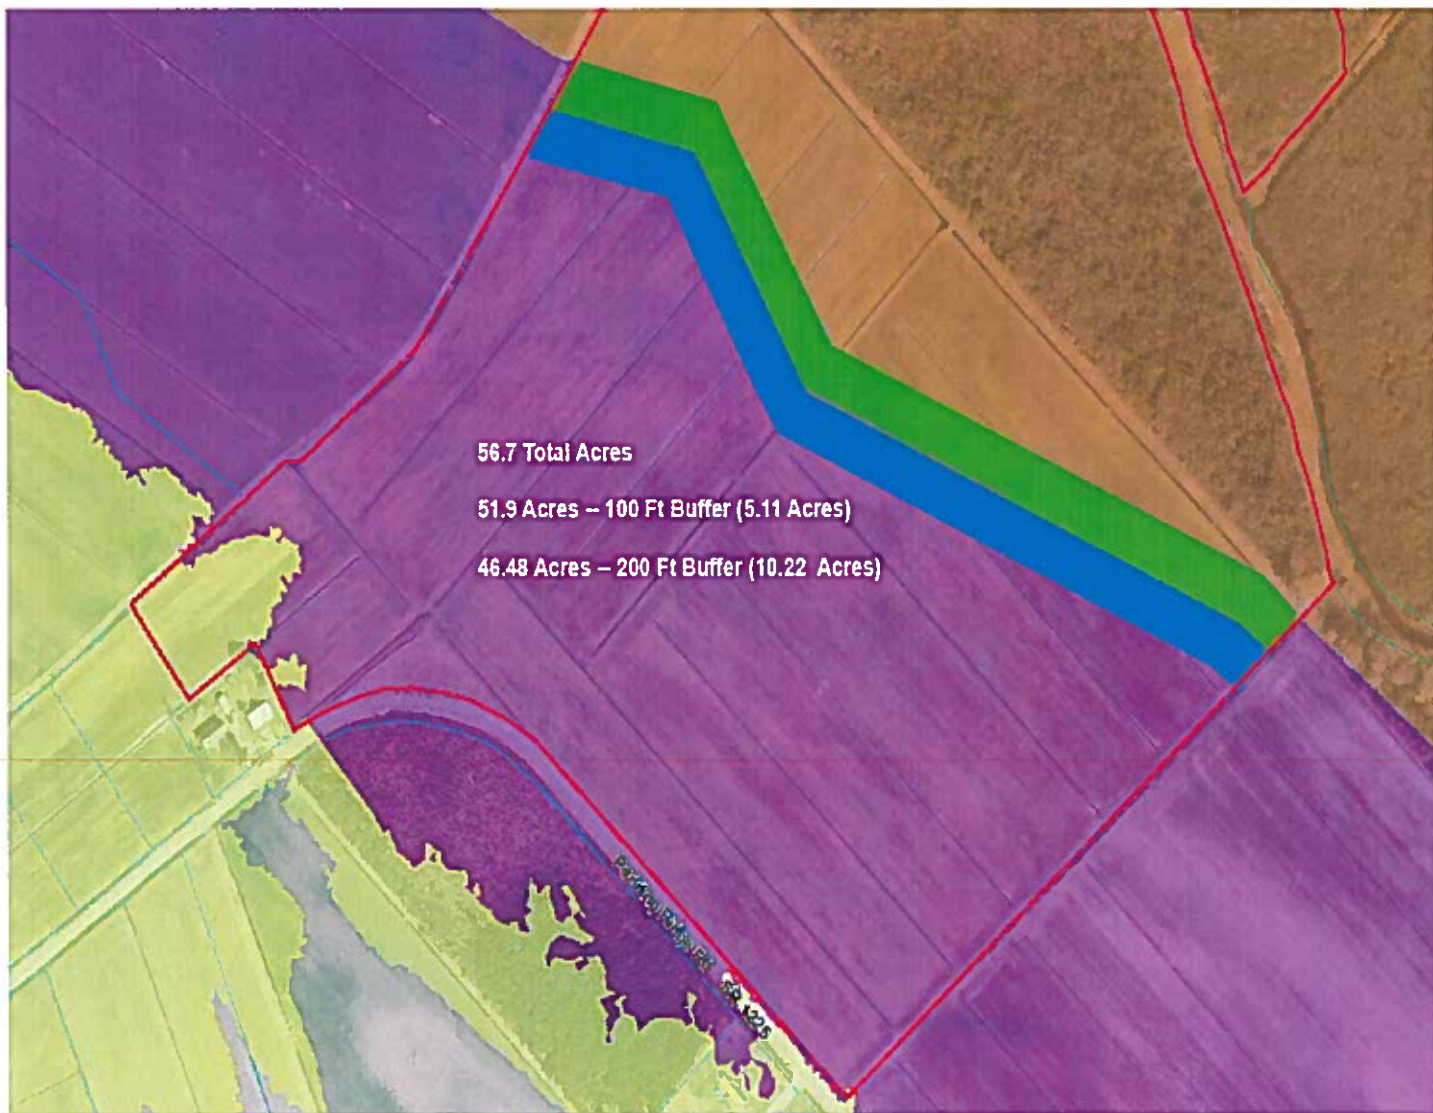 56.7 Total Acres
51.9 Acres – 100 Ft Buffer (5.11 Acres)
46.48 Acres – 200 Ft Buffer (10.22 Acres)